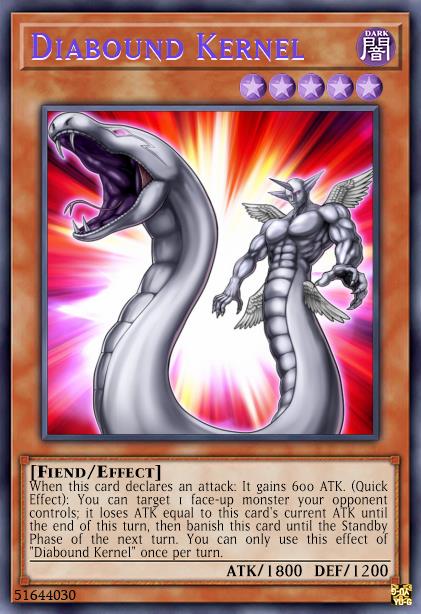 DIABOUND KERNEL
DARK
闇
[FIEND/EFFECT]
When this card declares an attack: It gains 600 ATK. (Quick
Effect): You can target 1 face-up monster your opponent
controls; it loses ATK equal to this card's current ATK until
the end of this turn, then banish this card until the Standby
Phase of the next turn. You can only use this effect of
"Diabound Kernel" once per turn.
ATK/1800 DEF/1200
51644030